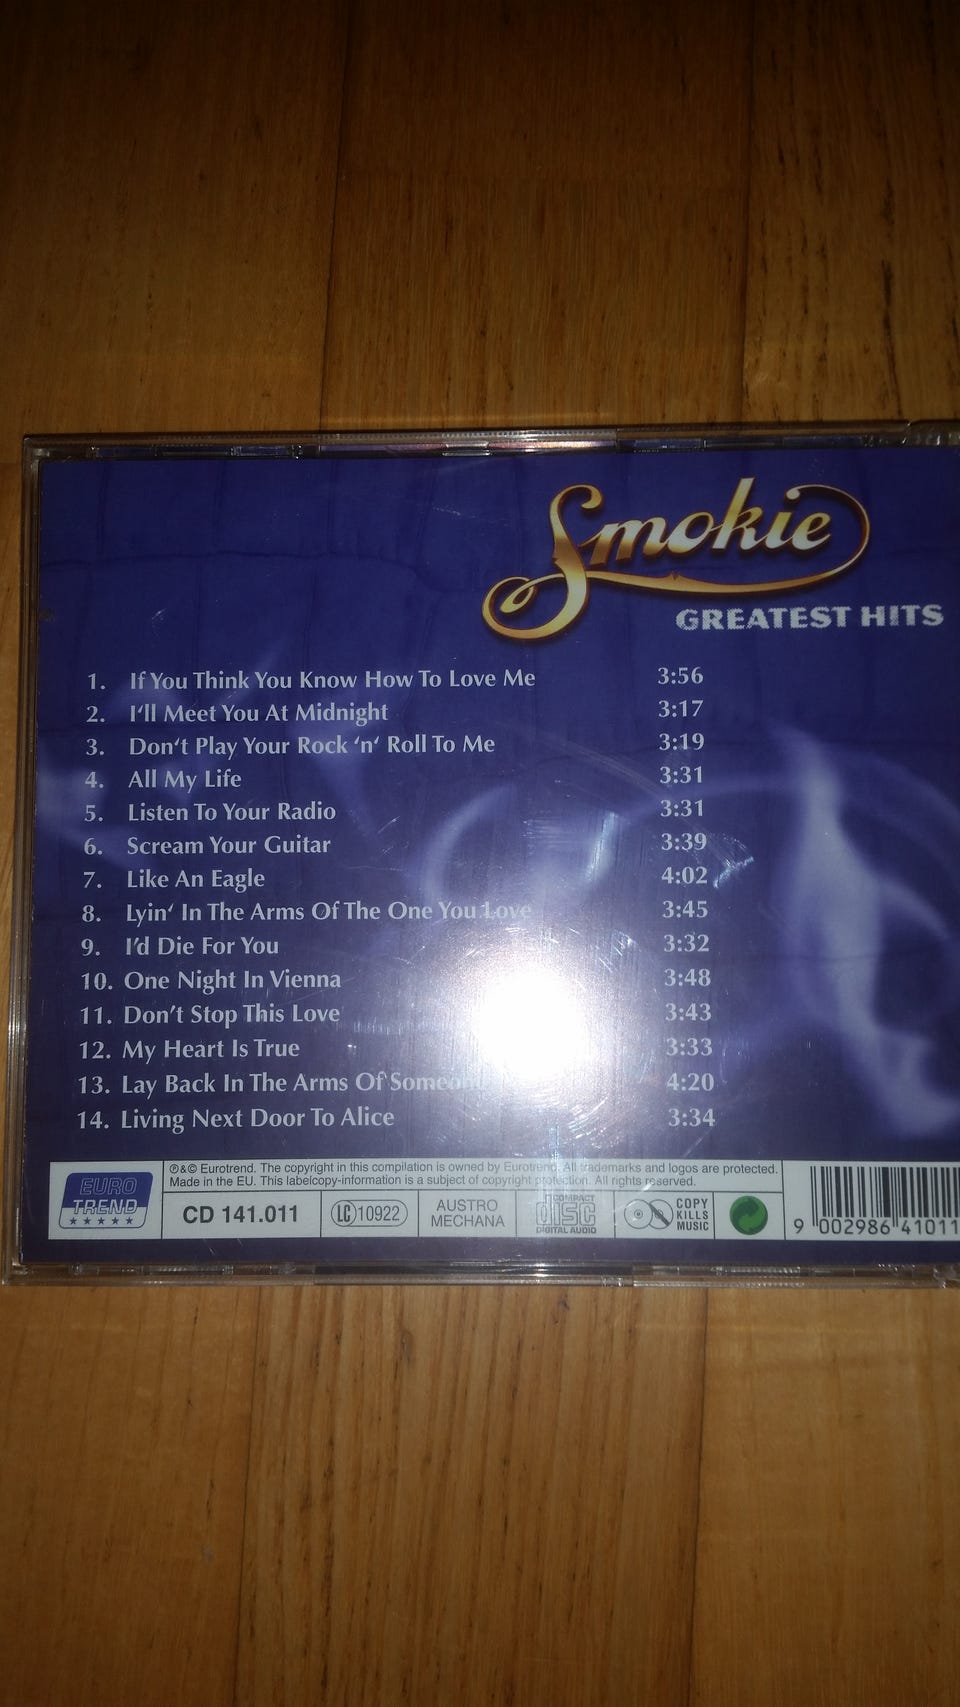 Smokie
GREATEST HITS
1. If You Think You Know How To Love Me 3:56
2. I'll Meet You At Midnight 3:17
3. Don‘t Play Your Rock ‘n‘ Roll To Me 3:19
4. All My Life 3:31
5. Listen To Your Radio 3:31
6. Scream Your Guitar 3:39
7. Like An Eagle 4:02
8. Lyin‘ In The Arms Of The One You Love 3:45
9. I'd Die For You 3:32
10. One Night In Vienna 3:48
11. Don't Stop This Love 3:43
12. My Heart Is True 3:33
13. Lay Back In The Arms Of 4:20
14. Living Next Door To Alice 3:34
EURO
TREND
℗&© Eurotrend. The copyright in this compilation is owned by Eurotrend. All trademarks and logos are protected.
Made in the EU. This labelcopy-information is a subject of copyright protection. All rights reserved.
CD 141.011
LC 10922
AUSTRO
MECHANA
COMPACT
disc
DIGITAL AUDIO
COPY
KILLS
MUSIC
9 002986 41011